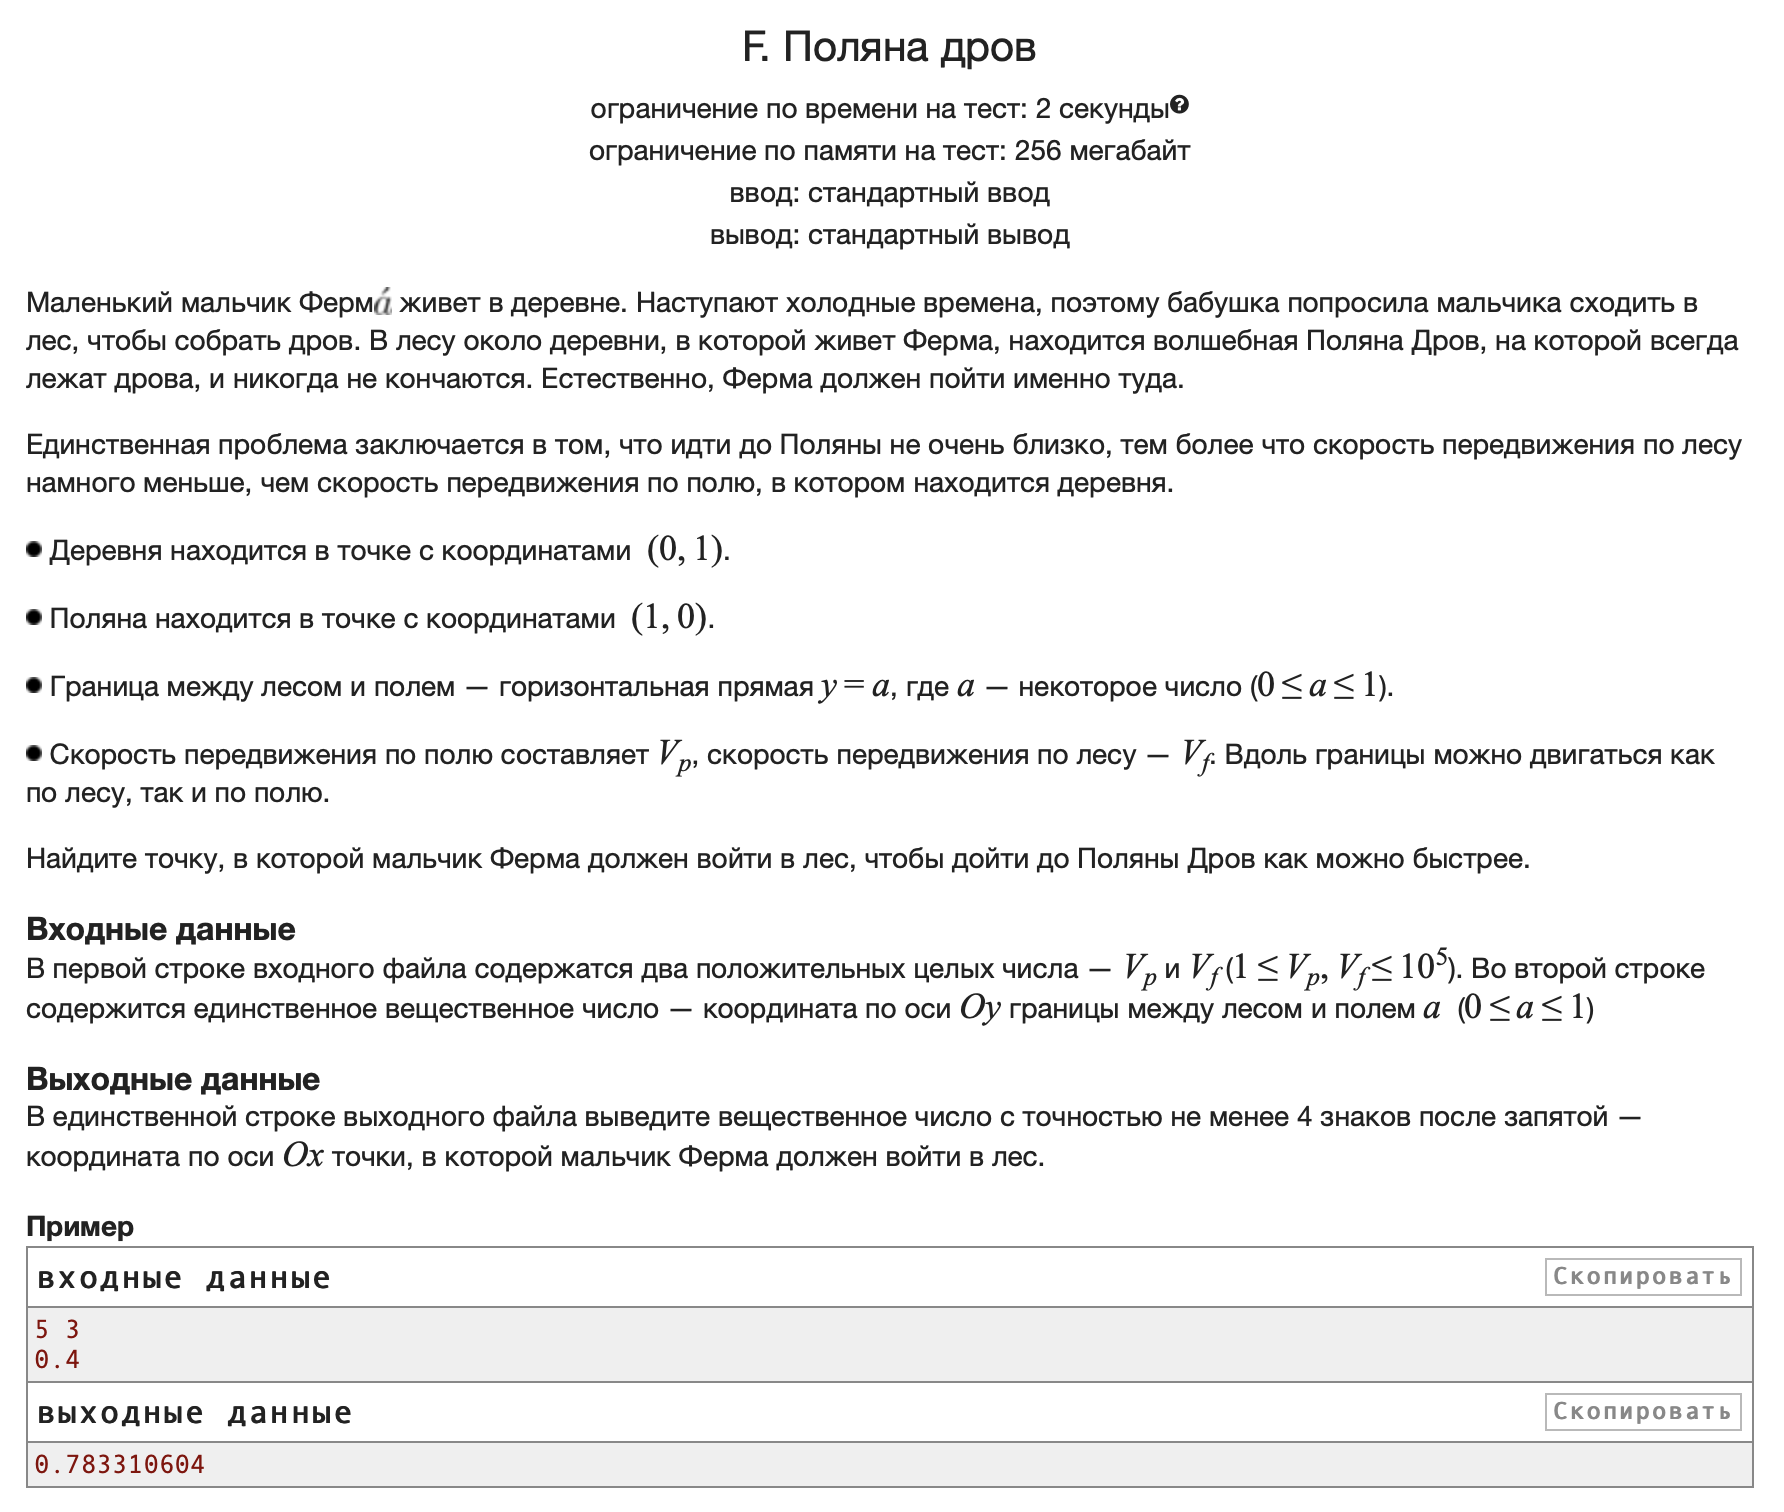 F. Поляна дров
ограничение по времени на тест: 2 секунды?
ограничение по памяти на тест: 256 мегабайт
ввод: стандартный ввод
вывод: стандартный вывод
Маленький мальчик Фермá живет в деревне. Наступают холодные времена, поэтому бабушка попросила мальчика сходить в
лес, чтобы собрать дров. В лесу около деревни, в которой живет Ферма, находится волшебная Поляна Дров, на которой всегда
лежат дрова, и никогда не кончаются. Естественно, Ферма должен пойти именно туда.
Единственная проблема заключается в том, что идти до Поляны не очень близко, тем более что скорость передвижения по лесу
намного меньше, чем скорость передвижения по полю, в котором находится деревня.
● Деревня находится в точке с координатами (0, 1).
● Поляна находится в точке с координатами (1, 0).
● Граница между лесом и полем — горизонтальная прямая y = a, где a — некоторое число (0 ≤ a ≤ 1).
● Скорость передвижения по полю составляет V_p, скорость передвижения по лесу — V_f. Вдоль границы можно двигаться как
по лесу, так и по полю.
Найдите точку, в которой мальчик Ферма должен войти в лес, чтобы дойти до Поляны Дров как можно быстрее.
Входные данные
В первой строке входного файла содержатся два положительных целых числа — V_p и V_f (1 ≤ V_p, V_f ≤ 10^5). Во второй строке
содержится единственное вещественное число — координата по оси Oy границы между лесом и полем a (0 ≤ a ≤ 1)
Выходные данные
В единственной строке выходного файла выведите вещественное число с точностью не менее 4 знаков после запятой —
координата по оси Ox точки, в которой мальчик Ферма должен войти в лес.
Пример
входные данные Скопировать
5 3
0.4
выходные данные Скопировать
0.783310604